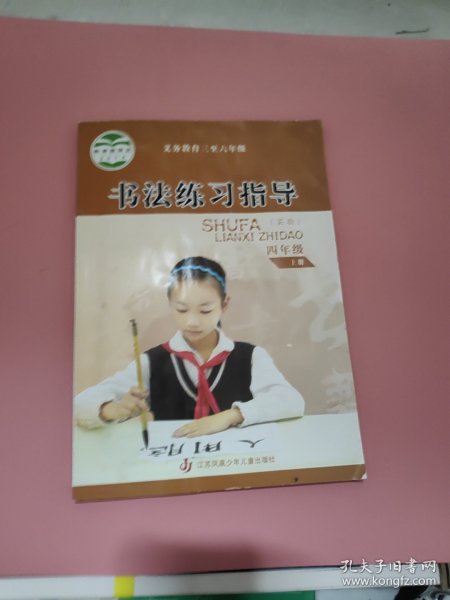 义务教育三至六年级
书法练习指导
SHUFA
（实验）
LIANXI ZHIDAO
四年级
上册
江苏凤凰少年儿童出版社
孔夫子旧书网
www.kongfz.com